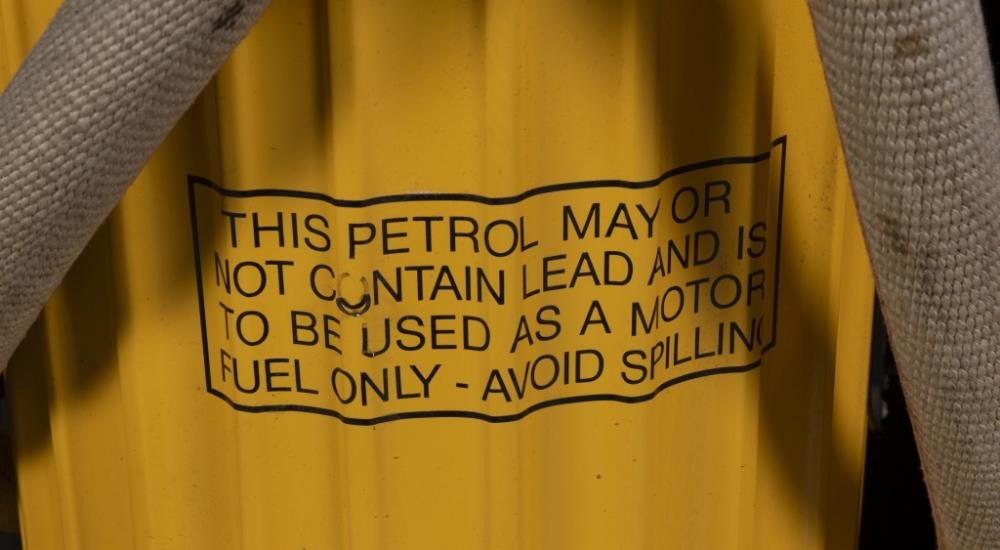 THIS PETROL MAY OR
NOT CONTAIN LEAD AND IS
TO BE USED AS A MOTOR
FUEL ONLY - AVOID SPILLING